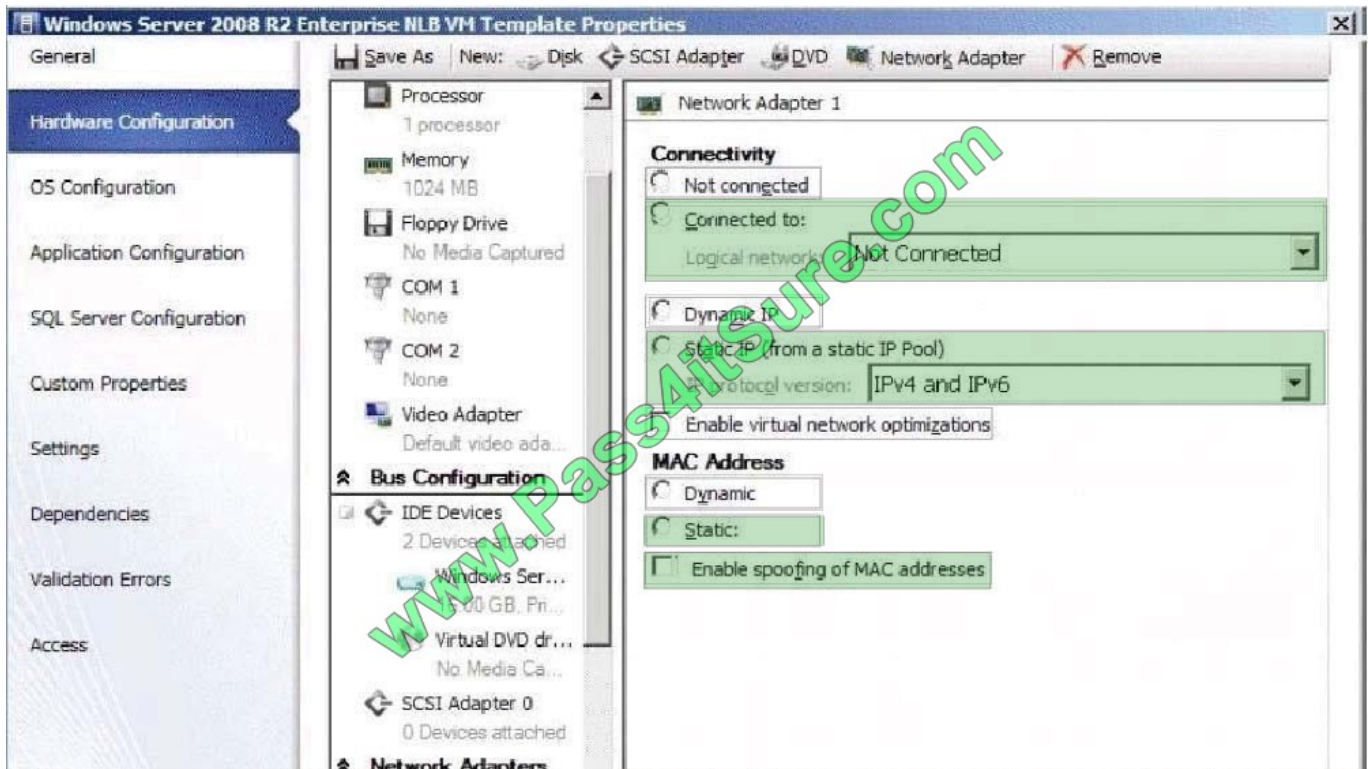 Windows Server 2008 R2 Enterprise NLB VM Template Properties
General
Hardware Configuration
OS Configuration
Application Configuration
SQL Server Configuration
Custom Properties
Settings
Dependencies
Validation Errors
Access
Save As New: Disk SCSI Adapter DVD Network Adapter Remove
Processor
1 processor
Memory
1024 MB
Floppy Drive
No Media Captured
COM 1
None
COM 2
None
Video Adapter
Default video ada...
Bus Configuration
IDE Devices
2 Devices attached
Windows Ser...
GB, Pri...
Virtual DVD dr...
No Media Ca...
SCSI Adapter 0
0 Devices attached
Network Adapters
Network Adapter 1
Connectivity
Not connected
Connected to:
Logical network: Not Connected
Dynamic IP
Static IP (from a static IP Pool)
IP protocol version: IPv4 and IPv6
Enable virtual network optimizations
MAC Address
Dynamic
Static:
Enable spoofing of MAC addresses
www.Pass4itSure.com